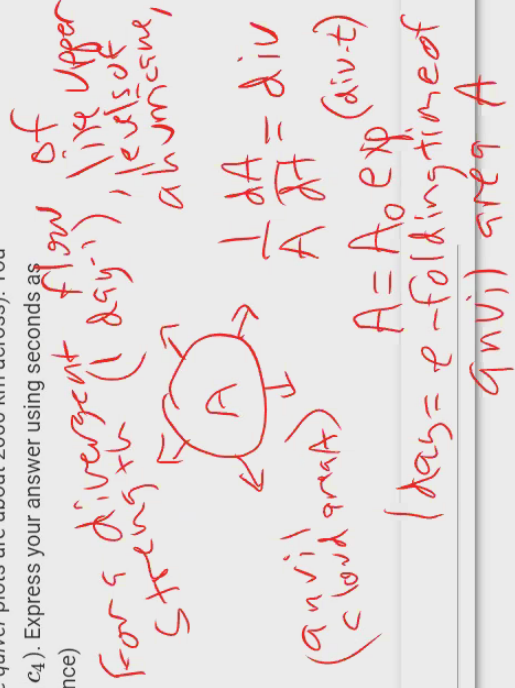 quiver plots are about 2000 km across). You
c₄). Express your answer using seconds as
nce)
For a divergent flow of
strength (1 day⁻¹), like upper
levels of
a hurricane,
A
(anvil
cloud area A)
1/A dA/dt = div
A = A₀ exp (div·t)
1 day = e-folding time of
anvil area A